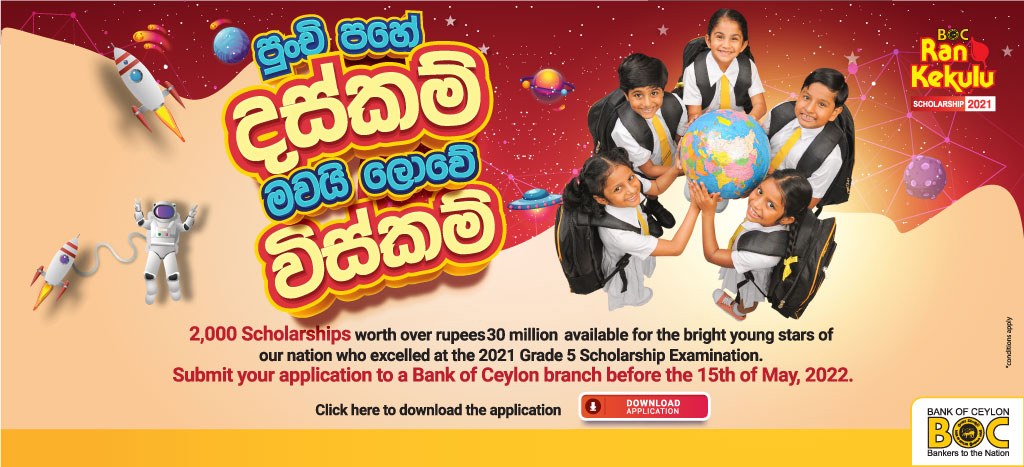 පුංචි පහේ
දස්කම්
මවයි ලොවේ
විස්කම්
BOC
Ran
Kekulu
SCHOLARSHIP 2021
2,000 Scholarships worth over rupees30 million available for the bright young stars of
our nation who excelled at the 2021 Grade 5 Scholarship Examination.
Submit your application to a Bank of Ceylon branch before the 15th of May, 2022.
Click here to download the application
DOWNLOAD
APPLICATION
*conditions apply
BANK OF CEYLON
BOC
Bankers to the Nation